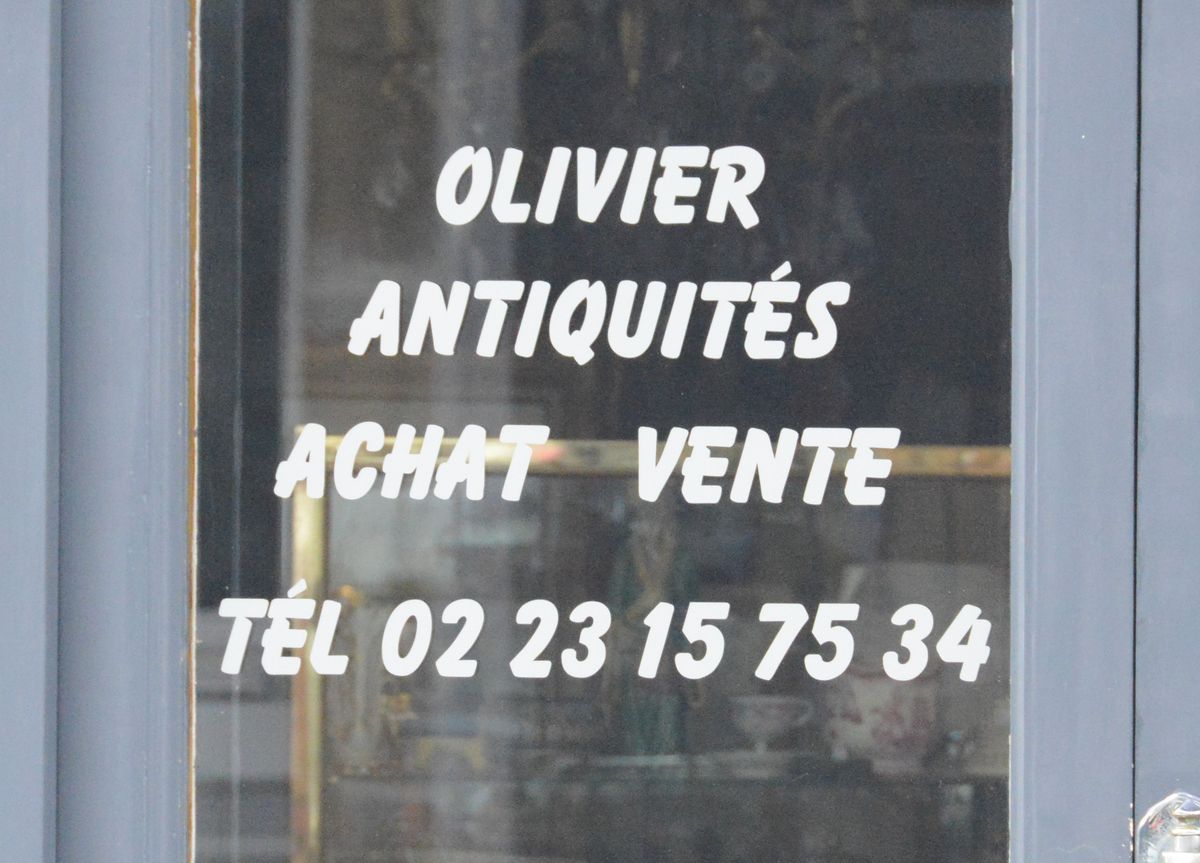 OLIVIER
ANTIQUITÉS
ACHAT VENTE
TÉL 02 23 15 75 34